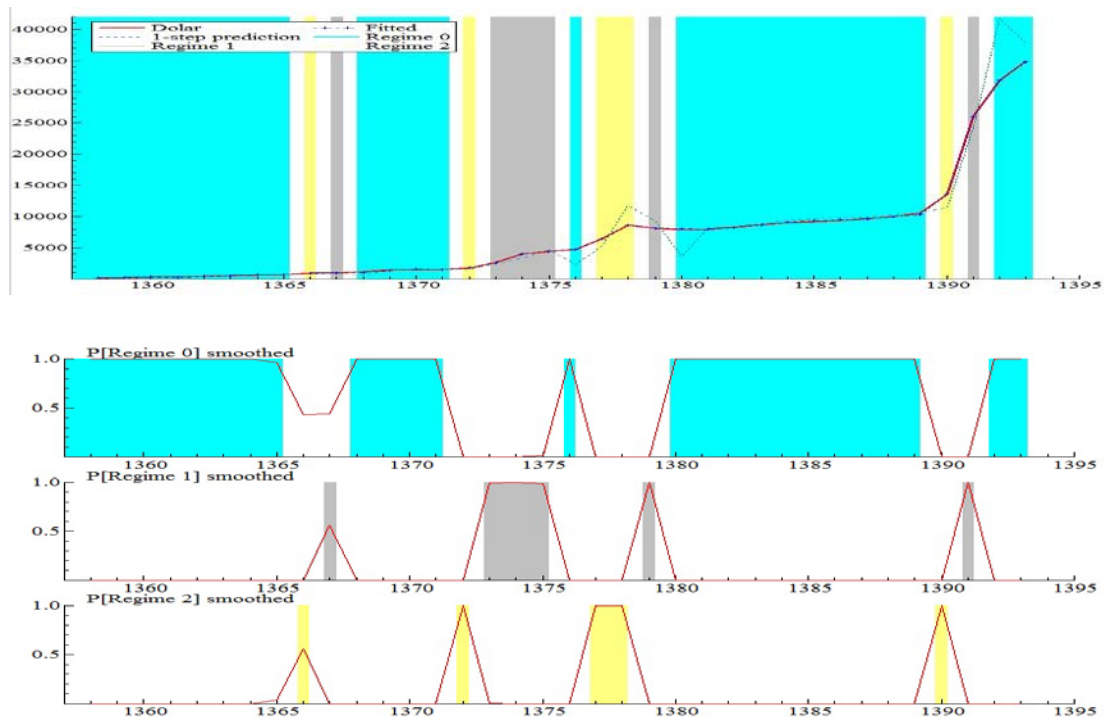 Dolar Fitted
1-step prediction Regime 0
Regime 1 Regime 2
40000
35000
30000
25000
20000
15000
10000
5000
1360 1365 1370 1375 1380 1385 1390 1395
P[Regime 0] smoothed
1.0
0.5
1360 1365 1370 1375 1380 1385 1390 1395
P[Regime 1] smoothed
1.0
0.5
1360 1365 1370 1375 1380 1385 1390 1395
P[Regime 2] smoothed
1.0
0.5
1360 1365 1370 1375 1380 1385 1390 1395